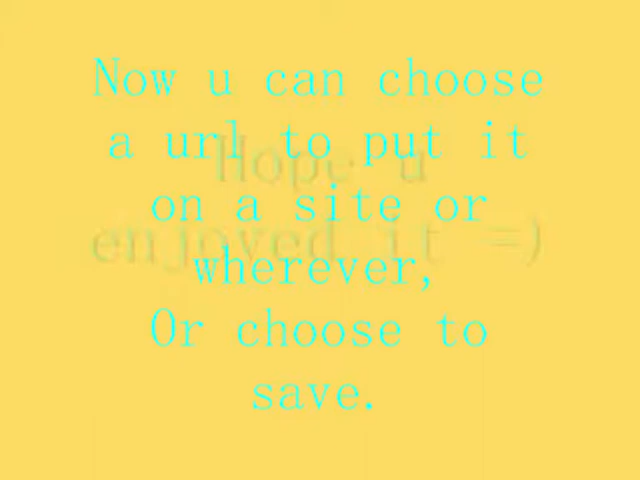 Now u can choose
a url to put it
on a site or
wherever,
Or choose to
save.
Hope u
enjoyed it =)